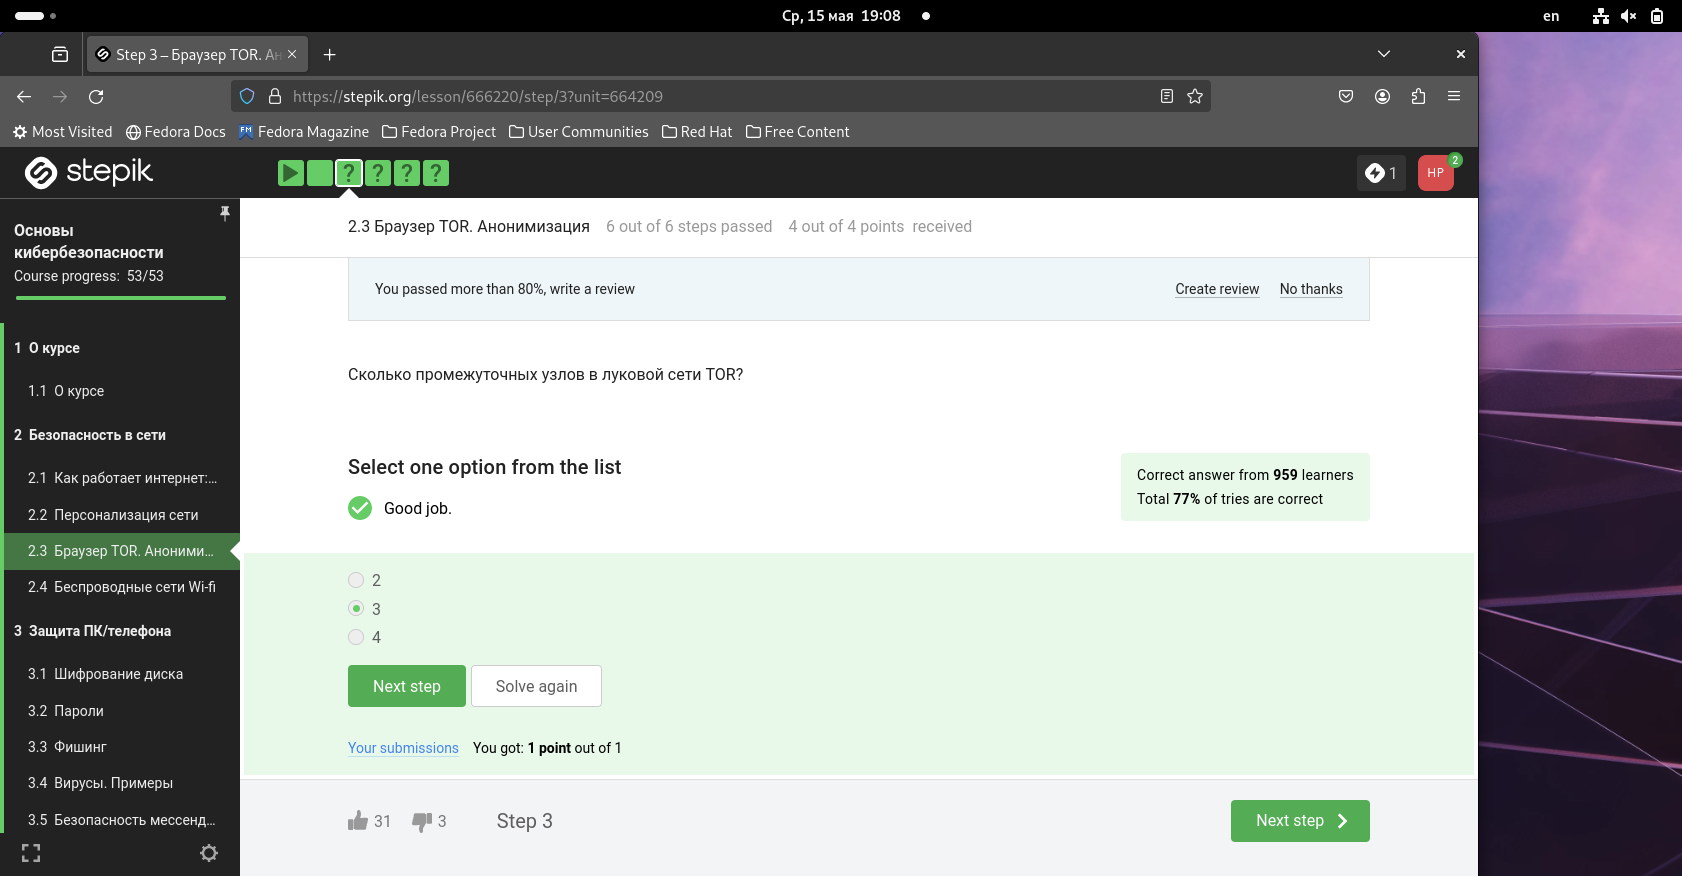 Ср, 15 мая 19:08
en
Step 3 – Браузер TOR. Ан
https://stepik.org/lesson/666220/step/3?unit=664209
Most Visited Fedora Docs Fedora Magazine Fedora Project User Communities Red Hat Free Content
stepik
? ? ? ?
1
HP
2
Основы
кибербезопасности
Course progress: 53/53
1 О курсе
1.1 О курсе
2 Безопасность в сети
2.1 Как работает интернет:...
2.2 Персонализация сети
2.3 Браузер TOR. Аноними...
2.4 Беспроводные сети Wi-fi
3 Защита ПК/телефона
3.1 Шифрование диска
3.2 Пароли
3.3 Фишинг
3.4 Вирусы. Примеры
3.5 Безопасность мессенд...
2.3 Браузер TOR. Анонимизация 6 out of 6 steps passed 4 out of 4 points received
You passed more than 80%, write a review Create review No thanks
Сколько промежуточных узлов в луковой сети TOR?
Select one option from the list
Good job.
Correct answer from 959 learners
Total 77% of tries are correct
2
3
4
Next step Solve again
Your submissions You got: 1 point out of 1
31 3 Step 3 Next step